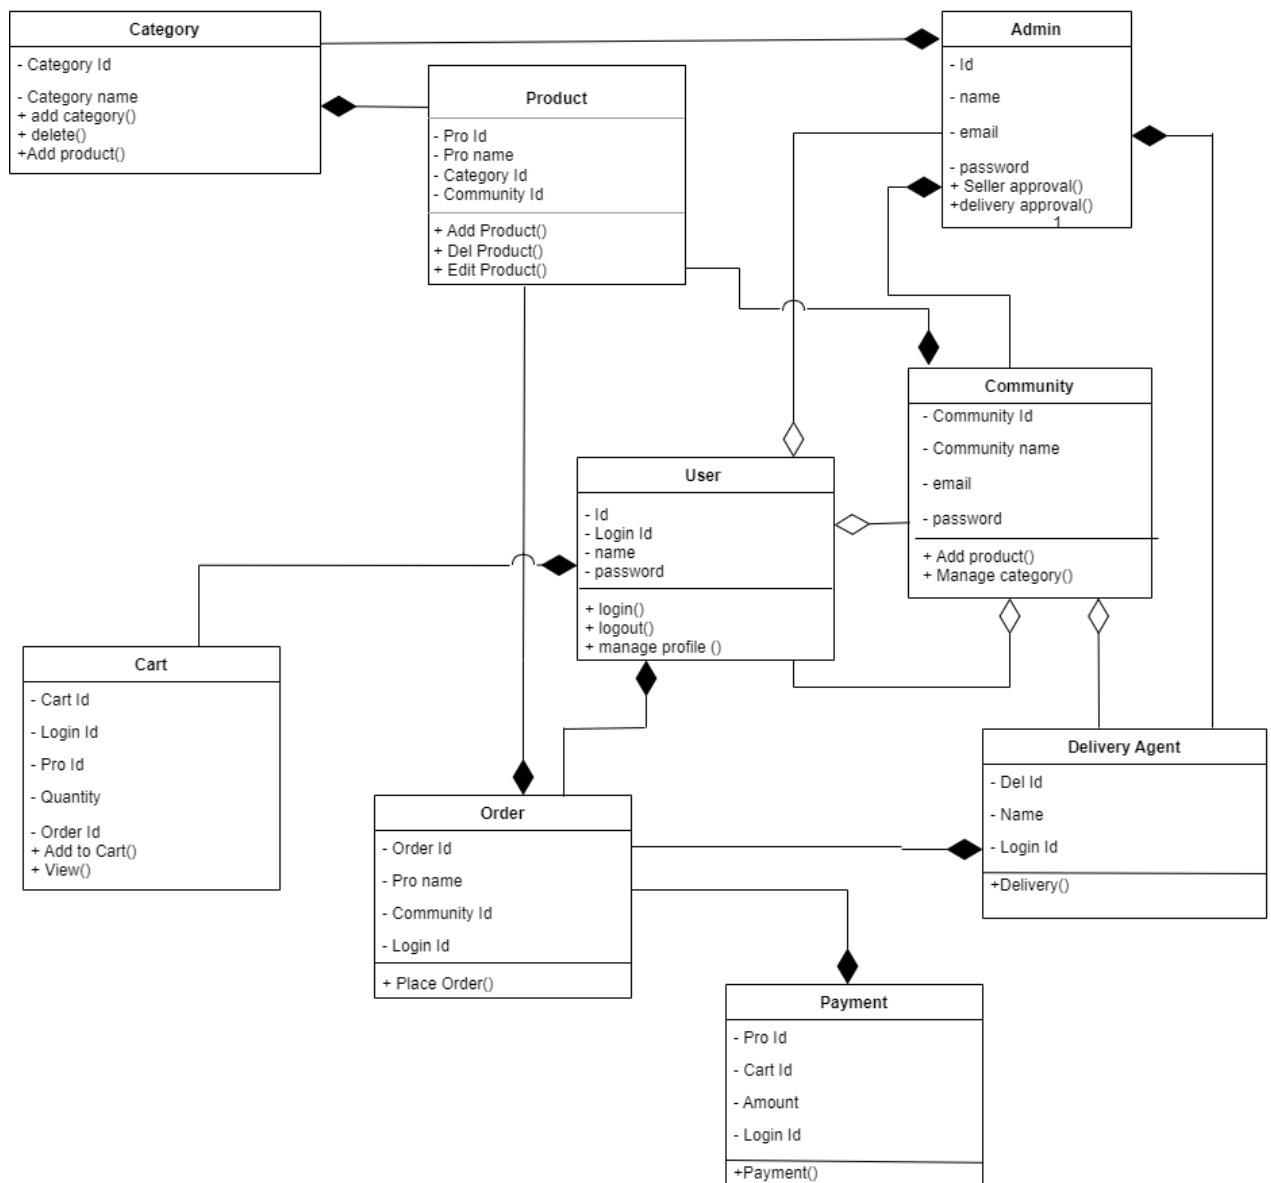 Category
- Category Id
- Category name
+ add category()
+ delete()
+Add product()
Product
- Pro Id
- Pro name
- Category Id
- Community Id
+ Add Product()
+ Del Product()
+ Edit Product()
Admin
- Id
- name
- email
- password
+ Seller approval()
+delivery approval()
1
Community
- Community Id
- Community name
- email
- password
+ Add product()
+ Manage category()
User
- Id
- Login Id
- name
- password
+ login()
+ logout()
+ manage profile ()
Cart
- Cart Id
- Login Id
- Pro Id
- Quantity
- Order Id
+ Add to Cart()
+ View()
Order
- Order Id
- Pro name
- Community Id
- Login Id
+ Place Order()
Delivery Agent
- Del Id
- Name
- Login Id
+Delivery()
Payment
- Pro Id
- Cart Id
- Amount
- Login Id
+Payment()